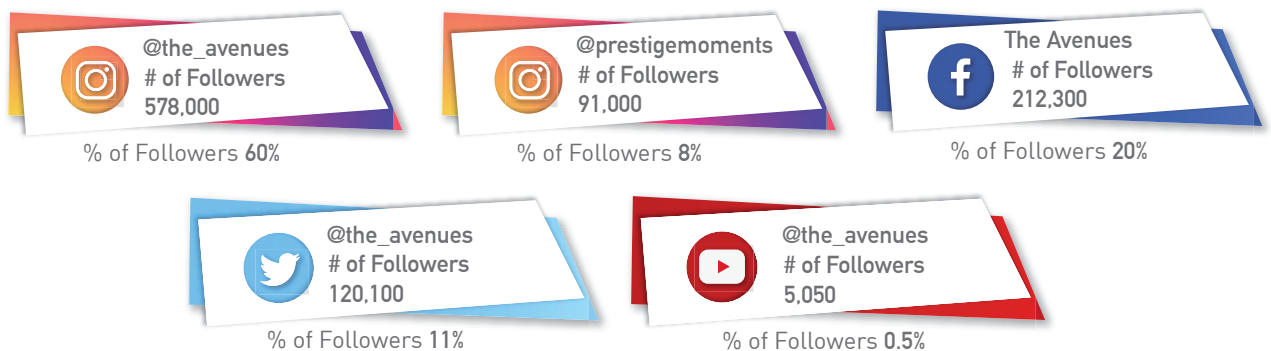 @the_avenues
# of Followers
578,000
% of Followers 60%
@prestigemoments
# of Followers
91,000
% of Followers 8%
The Avenues
# of Followers
212,300
% of Followers 20%
@the_avenues
# of Followers
120,100
% of Followers 11%
@the_avenues
# of Followers
5,050
% of Followers 0.5%